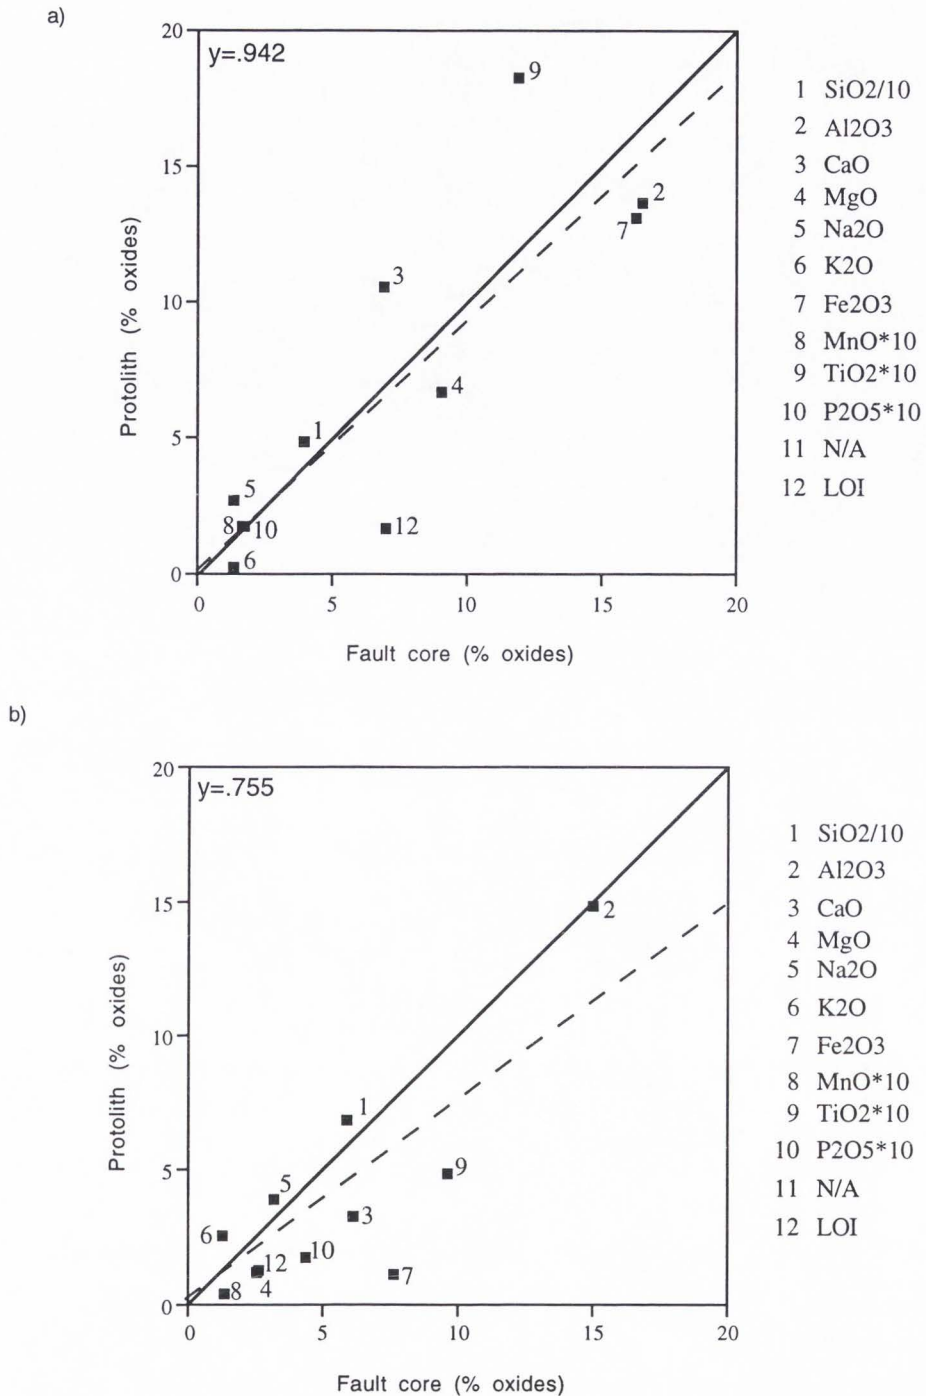 a)
y=.942
20
15
10
5
0
0 5 10 15 20
Protolith (% oxides)
Fault core (% oxides)
9
2
7
3
4
1
5
8 10
12
6
1 SiO2/10
2 Al2O3
3 CaO
4 MgO
5 Na2O
6 K2O
7 Fe2O3
8 MnO*10
9 TiO2*10
10 P2O5*10
11 N/A
12 LOI
b)
y=.755
20
15
10
5
0
0 5 10 15 20
Protolith (% oxides)
Fault core (% oxides)
2
1
9
5
3
6
10
12
7
4
8
1 SiO2/10
2 Al2O3
3 CaO
4 MgO
5 Na2O
6 K2O
7 Fe2O3
8 MnO*10
9 TiO2*10
10 P2O5*10
11 N/A
12 LOI